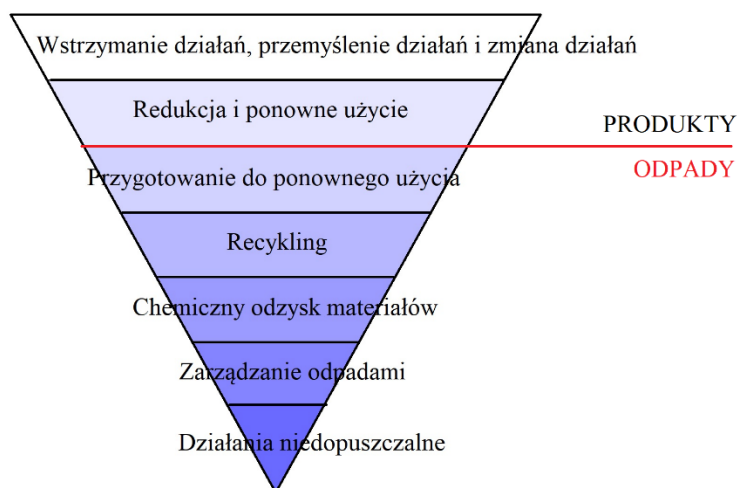 Wstrzymanie działań, przemyślenie działań i zmiana działań
Redukcja i ponowne użycie
PRODUKTY
ODPADY
Przygotowanie do ponownego użycia
Recykling
Chemiczny odzysk materiałów
Zarządzanie odpadami
Działania niedopuszczalne